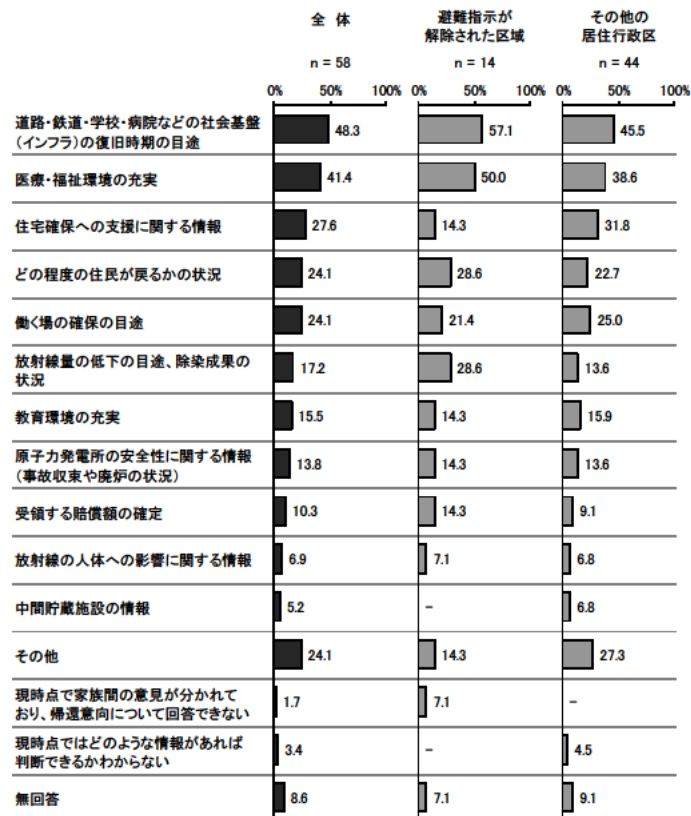 全 体
避難指示が
解除された区域
その他の
居住行政区
n = 58
n = 14
n = 44
0% 50% 100%
0% 50% 100%
0% 50% 100%
道路・鉄道・学校・病院などの社会基盤
(インフラ)の復旧時期の目途
48.3 57.1 45.5
医療・福祉環境の充実
41.4 50.0 38.6
住宅確保への支援に関する情報
27.6 14.3 31.8
どの程度の住民が戻るかの状況
24.1 28.6 22.7
働く場の確保の目途
24.1 21.4 25.0
放射線量の低下の目途、除染成果の
状況
17.2 28.6 13.6
教育環境の充実
15.5 14.3 15.9
原子力発電所の安全性に関する情報
(事故収束や廃炉の状況)
13.8 14.3 13.6
受領する賠償額の確定
10.3 14.3 9.1
放射線の人体への影響に関する情報
6.9 7.1 6.8
中間貯蔵施設の情報
5.2 － 6.8
その他
24.1 14.3 27.3
現時点で家族間の意見が分かれて
おり、帰還意向について回答できない
1.7 7.1 －
現時点ではどのような情報があれば
判断できるかわからない
3.4 － 4.5
無回答
8.6 7.1 9.1